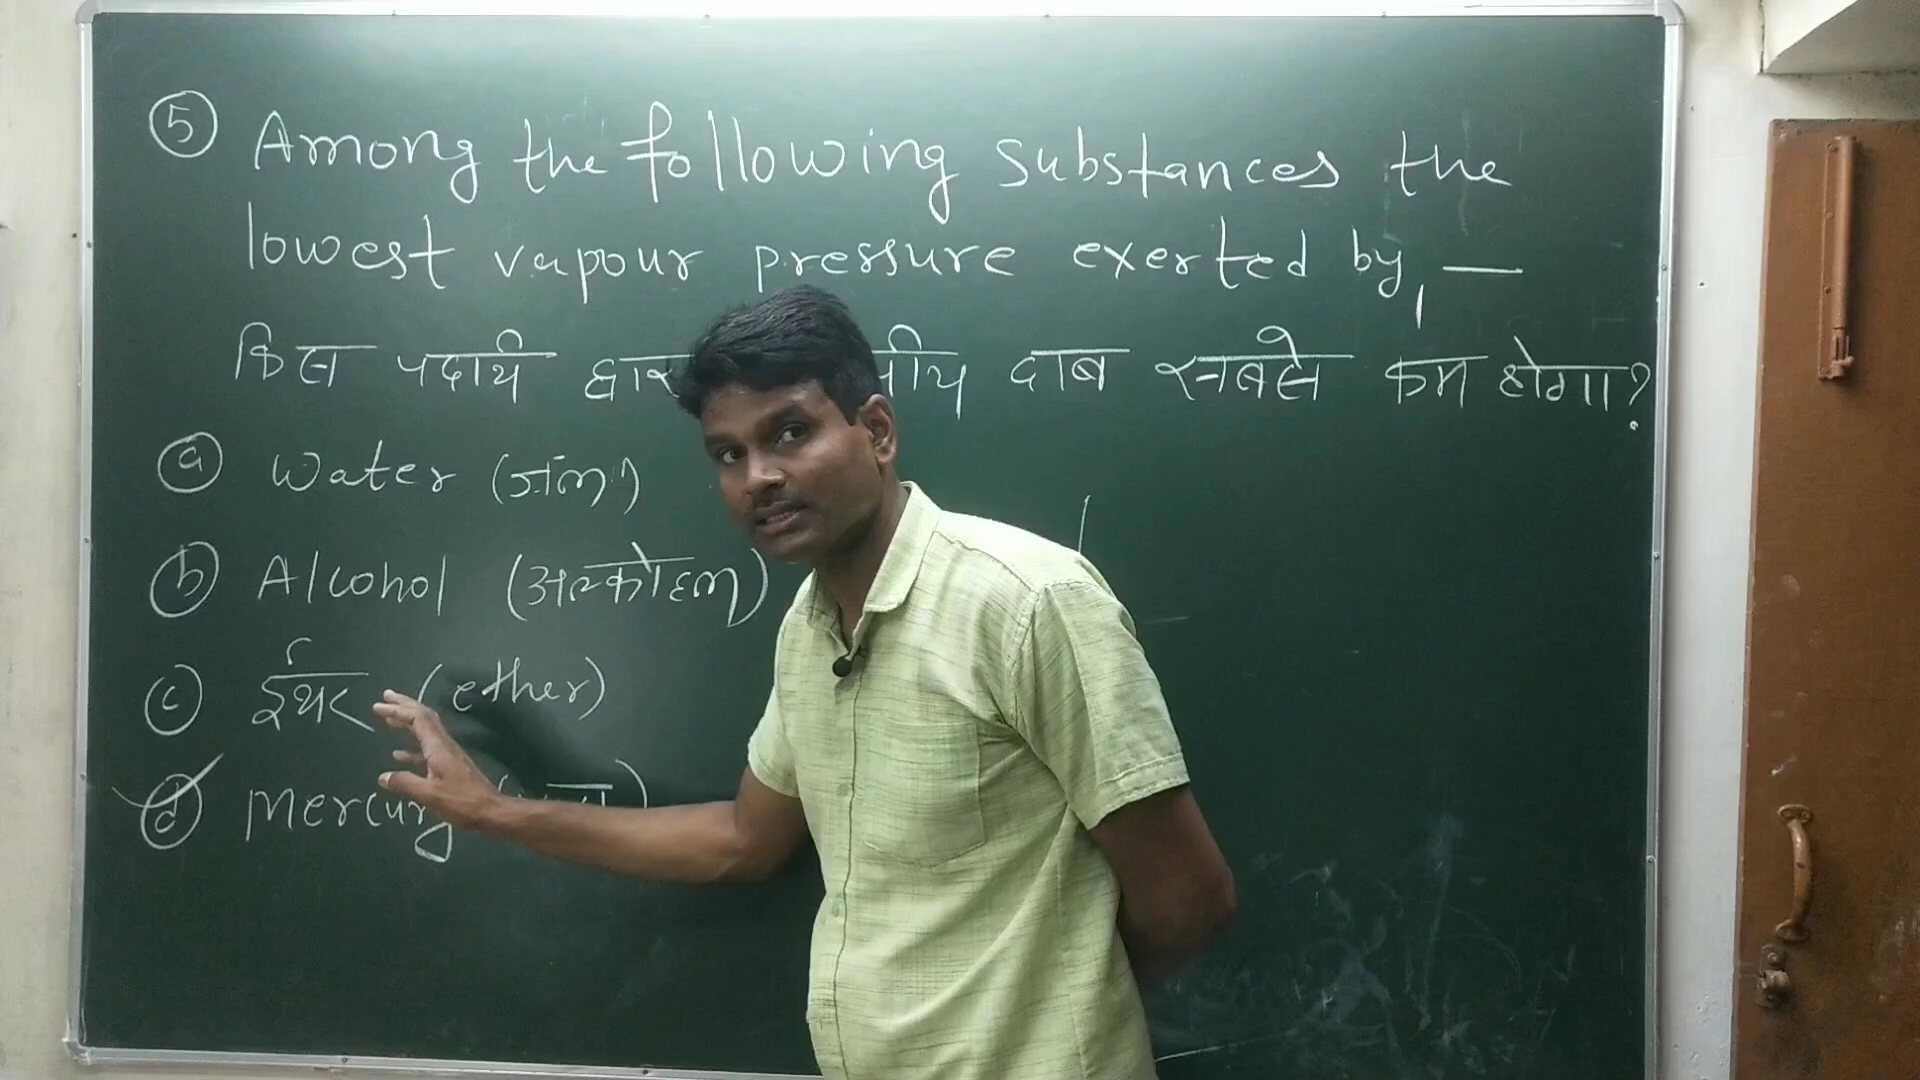 5 Among the following substances the
lowest vapour pressure exerted by, —
किस पदार्थ दाब सबसे कम होगा?
a Water (जल)
b Alcohol (अल्कोहल)
c ईथर (ether)
d Mercury